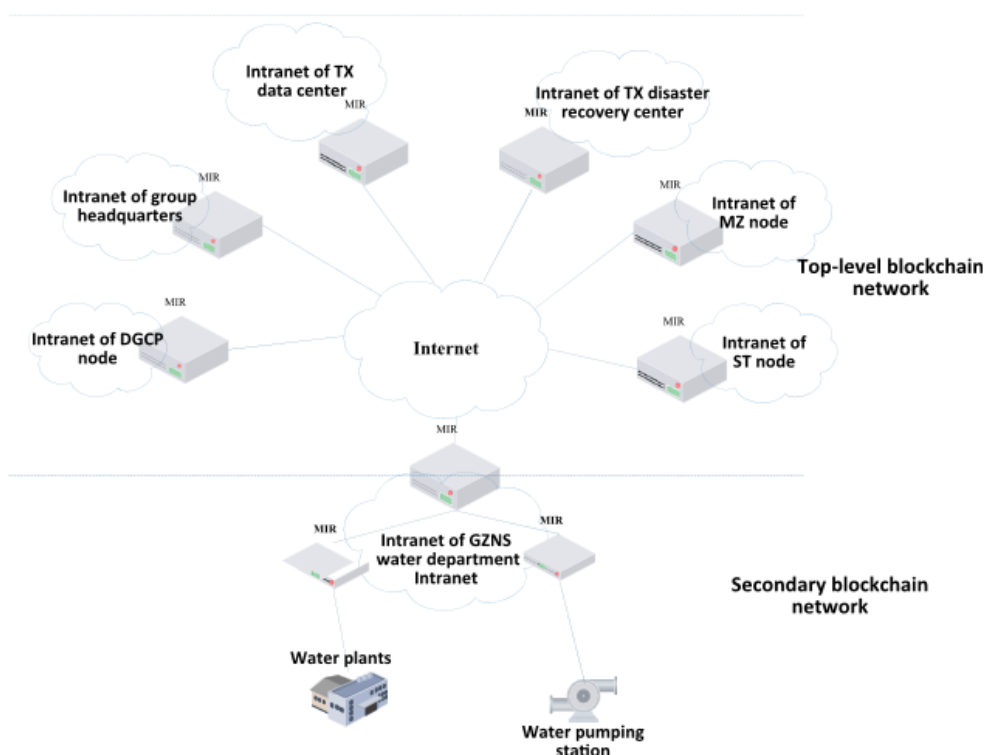 Intranet of TX
data center
MIR
Intranet of TX disaster
recovery center
MIR
MIR
Intranet of group
headquarters
MIR
Intranet of
MZ node
Top-level blockchain
network
MIR
Intranet of DGCP
node
Internet
MIR
Intranet of
ST node
MIR
MIR
Intranet of GZNS
water department
Intranet
MIR
Secondary blockchain
network
Water plants
Water pumping
station